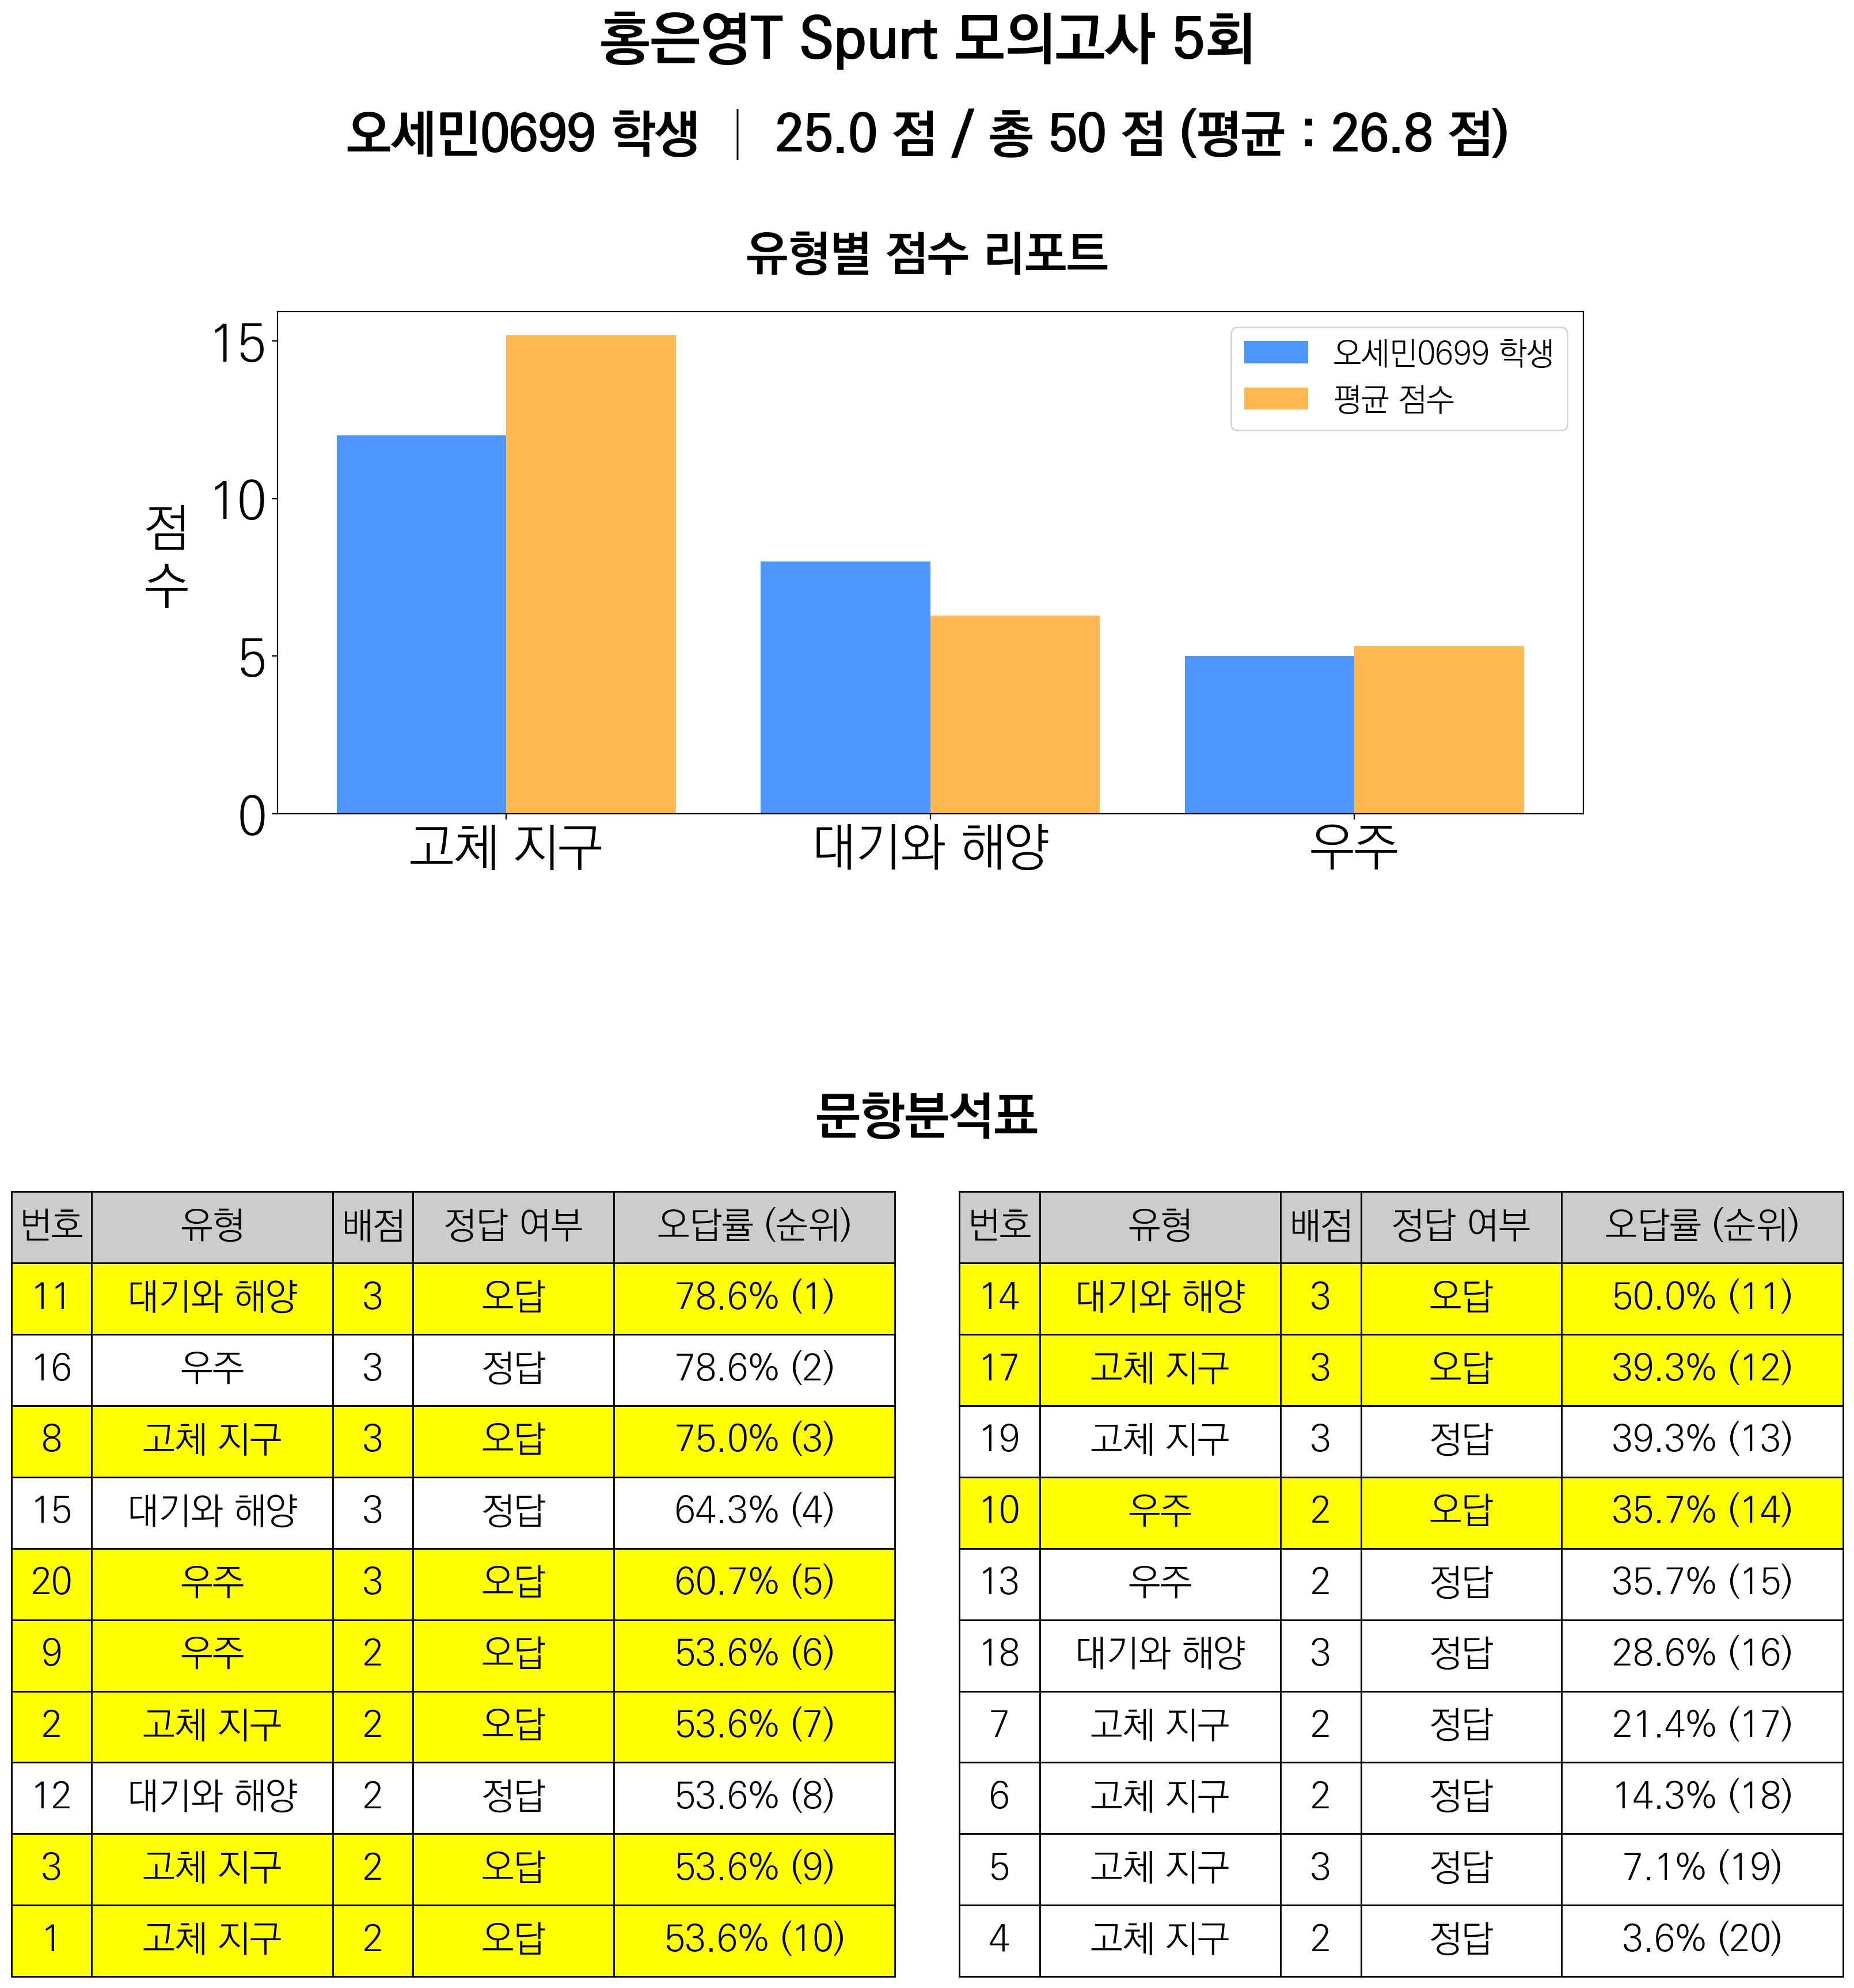 홍은영T Spurt 모의고사 5회
오세민0699 학생 | 25.0 점 / 총 50 점 (평균 : 26.8 점)
유형별 점수 리포트
점수
15
10
5
0
오세민0699 학생
평균 점수
고체 지구 대기와 해양 우주
문항분석표
번호 유형 배점 정답 여부 오답률 (순위)
11 대기와 해양 3 오답 78.6% (1)
16 우주 3 정답 78.6% (2)
8 고체 지구 3 오답 75.0% (3)
15 대기와 해양 3 정답 64.3% (4)
20 우주 3 오답 60.7% (5)
9 우주 2 오답 53.6% (6)
2 고체 지구 2 오답 53.6% (7)
12 대기와 해양 2 정답 53.6% (8)
3 고체 지구 2 오답 53.6% (9)
1 고체 지구 2 오답 53.6% (10)
번호 유형 배점 정답 여부 오답률 (순위)
14 대기와 해양 3 오답 50.0% (11)
17 고체 지구 3 오답 39.3% (12)
19 고체 지구 3 정답 39.3% (13)
10 우주 2 오답 35.7% (14)
13 우주 2 정답 35.7% (15)
18 대기와 해양 3 정답 28.6% (16)
7 고체 지구 2 정답 21.4% (17)
6 고체 지구 2 정답 14.3% (18)
5 고체 지구 3 정답 7.1% (19)
4 고체 지구 2 정답 3.6% (20)